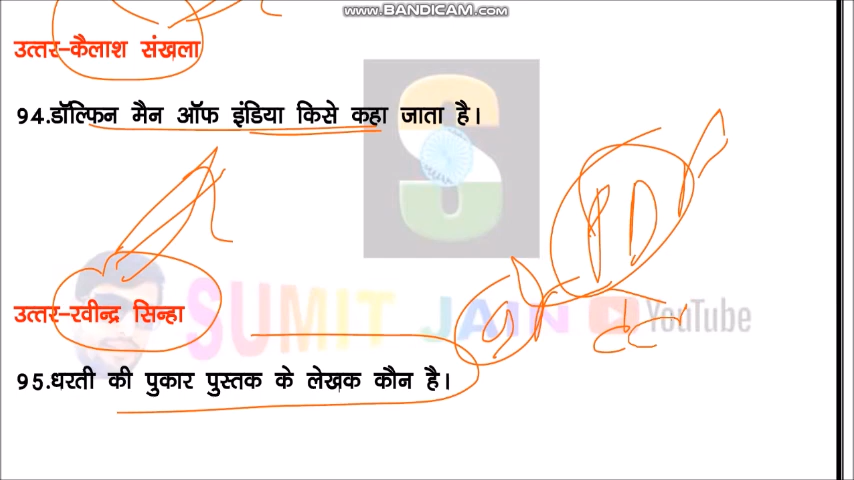 www.BANDICAM.com
उत्तर-कैलाश संखला
94.डॉल्फिन मैन ऑफ इंडिया किसे कहा जाता है।
उत्तर-रवीन्द्र सिन्हा
SUMIT JAIN YouTube
95.धरती की पुकार पुस्तक के लेखक कौन है।